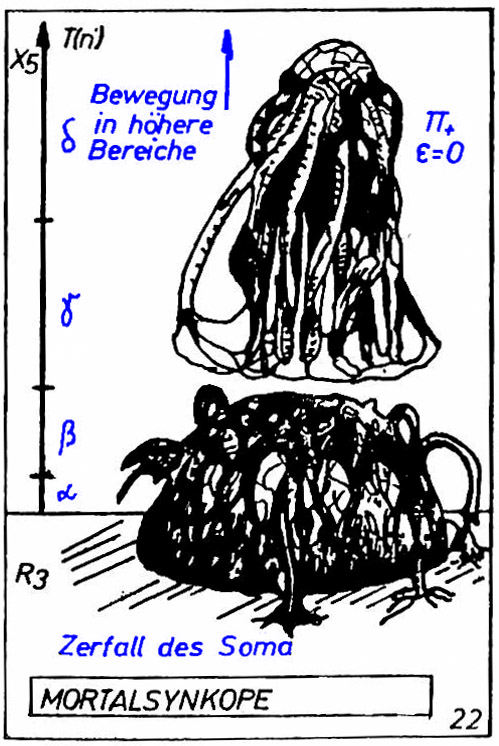 T(n)
X5
Bewegung
in höhere
Bereiche
δ
π+
ε=0
γ
β
α
R3
Zerfall des Soma
MORTALSYNKOPE
22